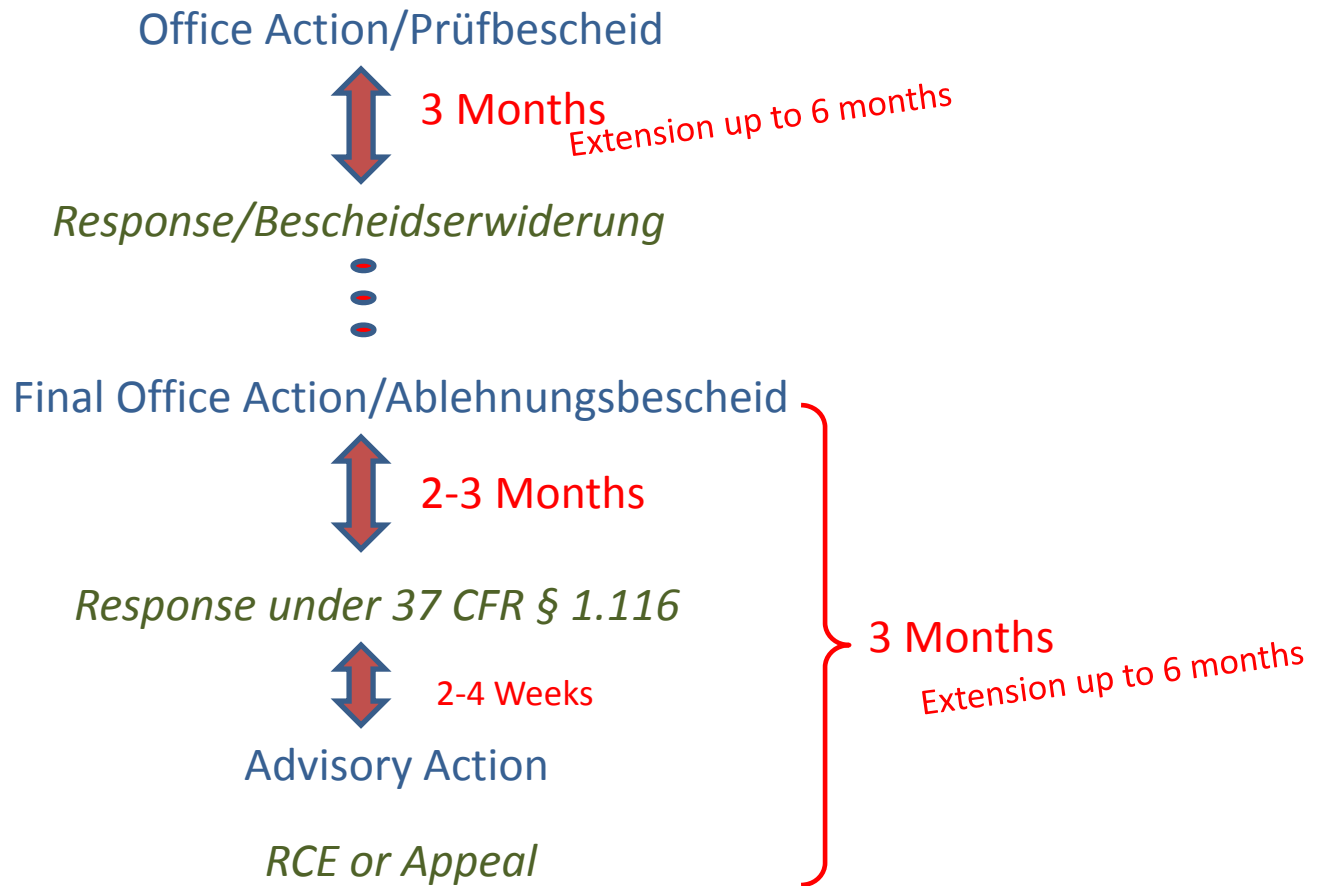 Office Action/Prüfbescheid
3 Months
Extension up to 6 months
Response/Bescheidserwiderung
Final Office Action/Ablehnungsbescheid
2-3 Months
Response under 37 CFR § 1.116
3 Months
Extension up to 6 months
2-4 Weeks
Advisory Action
RCE or Appeal